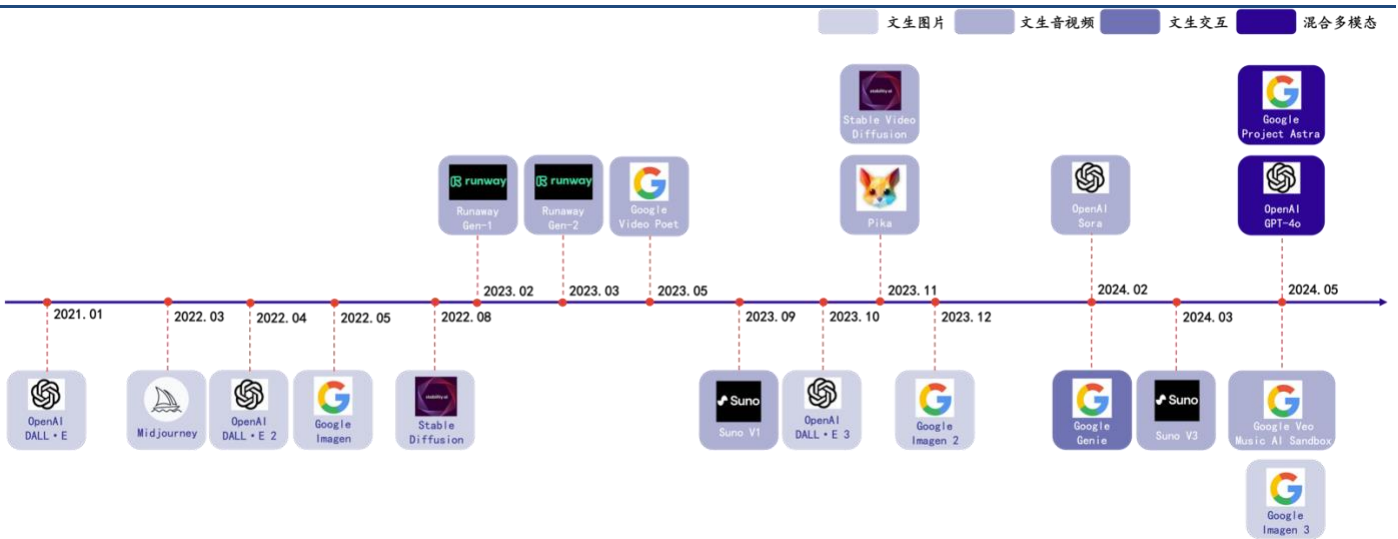 文生图片
文生音视频
文生交互
混合多模态
stability.ai
Stable Video
Diffusion
Google
Project Astra
runway
Runaway
Gen-1
runway
Runaway
Gen-2
Google
Video Poet
Pika
OpenAI
Sora
OpenAI
GPT-4o
2023.02
2023.03
2023.05
2023.11
2024.02
2024.05
2021.01
2022.03
2022.04
2022.05
2022.08
2023.09
2023.10
2023.12
2024.03
OpenAI
DALL·E
Midjourney
OpenAI
DALL·E 2
Google
Imagen
stability.ai
Stable
Diffusion
Suno
Suno V1
OpenAI
DALL·E 3
Google
Imagen 2
Google
Genie
Suno
Suno V3
Google Veo
Music AI Sandbox
Google
Imagen 3